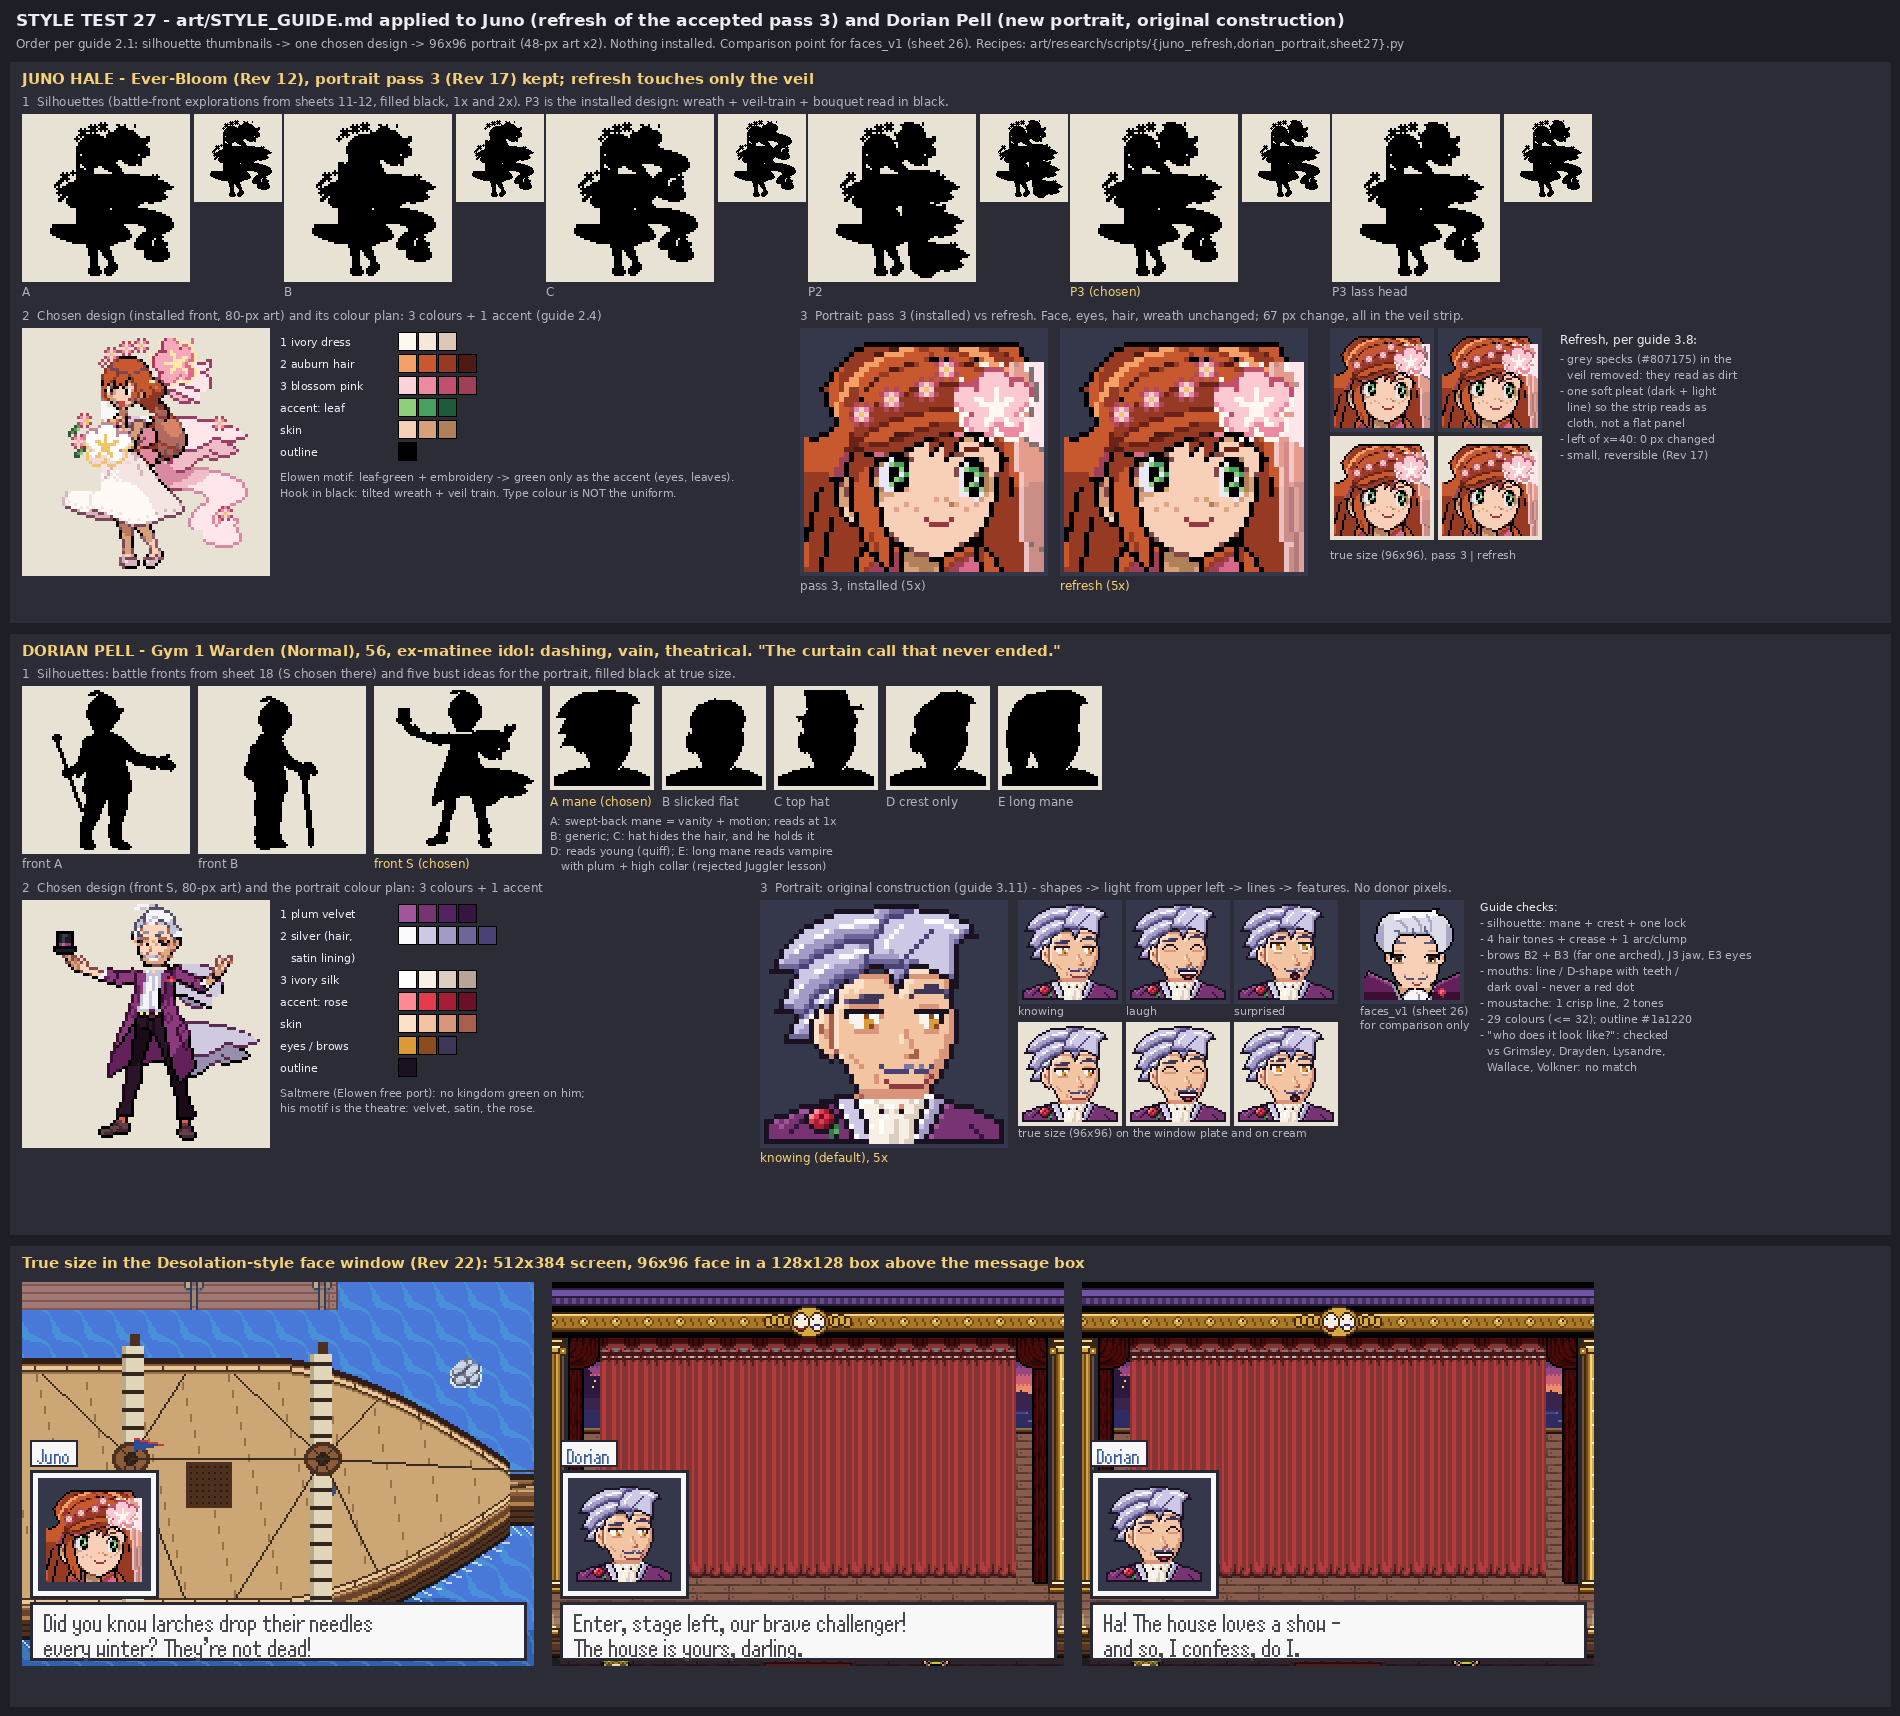 STYLE TEST 27 - art/STYLE_GUIDE.md applied to Juno (refresh of the accepted pass 3) and Dorian Pell (new portrait, original construction)
Order per guide 2.1: silhouette thumbnails -> one chosen design -> 96x96 portrait (48-px art x2). Nothing installed. Comparison point for faces_v1 (sheet 26). Recipes: art/research/scripts/{juno_refresh,dorian_portrait,sheet27}.py
JUNO HALE - Ever-Bloom (Rev 12), portrait pass 3 (Rev 17) kept; refresh touches only the veil
1 Silhouettes (battle-front explorations from sheets 11-12, filled black, 1x and 2x). P3 is the installed design: wreath + veil-train + bouquet read in black.
A
B
C
P2
P3 (chosen)
P3 lass head
2 Chosen design (installed front, 80-px art) and its colour plan: 3 colours + 1 accent (guide 2.4)
1 ivory dress
2 auburn hair
3 blossom pink
accent: leaf
skin
outline
Elowen motif: leaf-green + embroidery -> green only as the accent (eyes, leaves).
Hook in black: tilted wreath + veil train. Type colour is NOT the uniform.
3 Portrait: pass 3 (installed) vs refresh. Face, eyes, hair, wreath unchanged; 67 px change, all in the veil strip.
pass 3, installed (5x)
refresh (5x)
true size (96x96), pass 3 | refresh
Refresh, per guide 3.8:
- grey specks (#807175) in the
veil removed: they read as dirt
- one soft pleat (dark + light
line) so the strip reads as
cloth, not a flat panel
- left of x=40: 0 px changed
- small, reversible (Rev 17)
DORIAN PELL - Gym 1 Warden (Normal), 56, ex-matinee idol: dashing, vain, theatrical. "The curtain call that never ended."
1 Silhouettes: battle fronts from sheet 18 (S chosen there) and five bust ideas for the portrait, filled black at true size.
front A
front B
front S (chosen)
A mane (chosen)
B slicked flat
C top hat
D crest only
E long mane
A: swept-back mane = vanity + motion; reads at 1x
B: generic; C: hat hides the hair, and he holds it
D: reads young (quiff); E: long mane reads vampire
with plum + high collar (rejected Juggler lesson)
2 Chosen design (front S, 80-px art) and the portrait colour plan: 3 colours + 1 accent
1 plum velvet
2 silver (hair,
satin lining)
3 ivory silk
accent: rose
skin
eyes / brows
outline
Saltmere (Elowen free port): no kingdom green on him;
his motif is the theatre: velvet, satin, the rose.
3 Portrait: original construction (guide 3.11) - shapes -> light from upper left -> lines -> features. No donor pixels.
knowing (default), 5x
knowing
laugh
surprised
true size (96x96) on the window plate and on cream
faces_v1 (sheet 26)
for comparison only
Guide checks:
- silhouette: mane + crest + one lock
- 4 hair tones + crease + 1 arc/clump
- brows B2 + B3 (far one arched), J3 jaw, E3 eyes
- mouths: line / D-shape with teeth /
dark oval - never a red dot
- moustache: 1 crisp line, 2 tones
- 29 colours (<= 32); outline #1a1220
- "who does it look like?": checked
vs Grimsley, Drayden, Lysandre,
Wallace, Volkner: no match
True size in the Desolation-style face window (Rev 22): 512x384 screen, 96x96 face in a 128x128 box above the message box
Juno
Did you know larches drop their needles
every winter? They're not dead!
Dorian
Enter, stage left, our brave challenger!
The house is yours, darling.
Dorian
Ha! The house loves a show -
and so, I confess, do I.